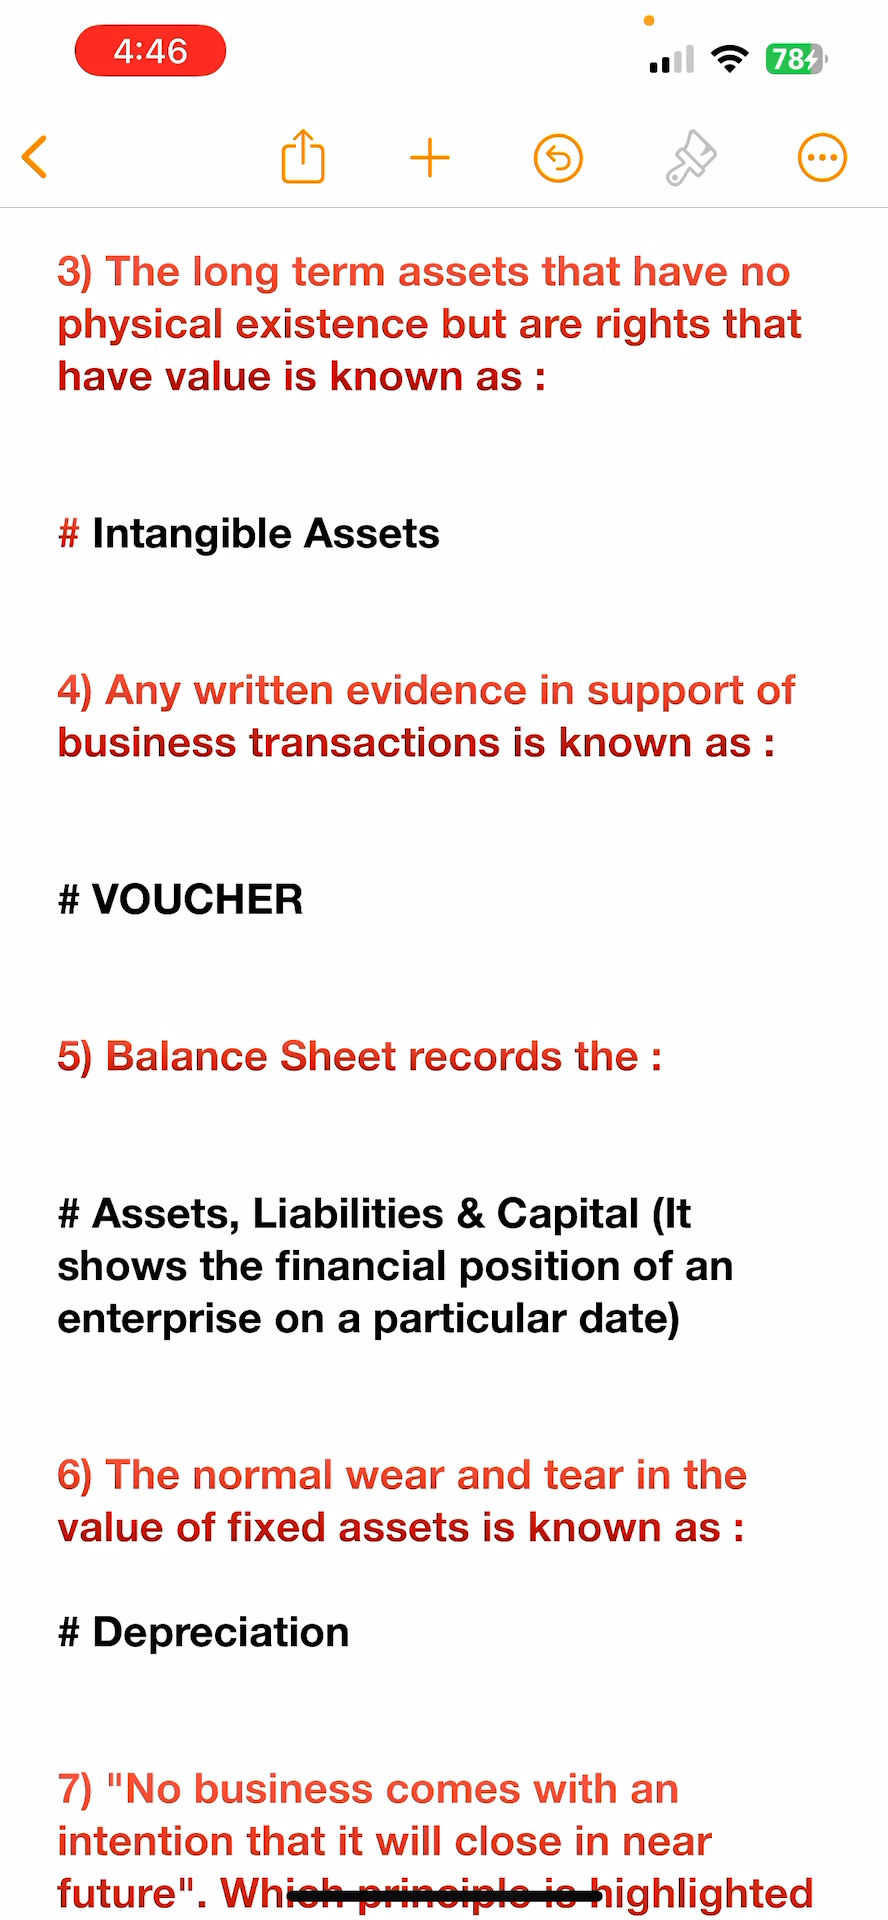 4:46
78
3) The long term assets that have no
physical existence but are rights that
have value is known as :
# Intangible Assets
4) Any written evidence in support of
business transactions is known as :
# VOUCHER
5) Balance Sheet records the :
# Assets, Liabilities & Capital (It
shows the financial position of an
enterprise on a particular date)
6) The normal wear and tear in the
value of fixed assets is known as :
# Depreciation
7) "No business comes with an
intention that it will close in near
future". Which principle is highlighted